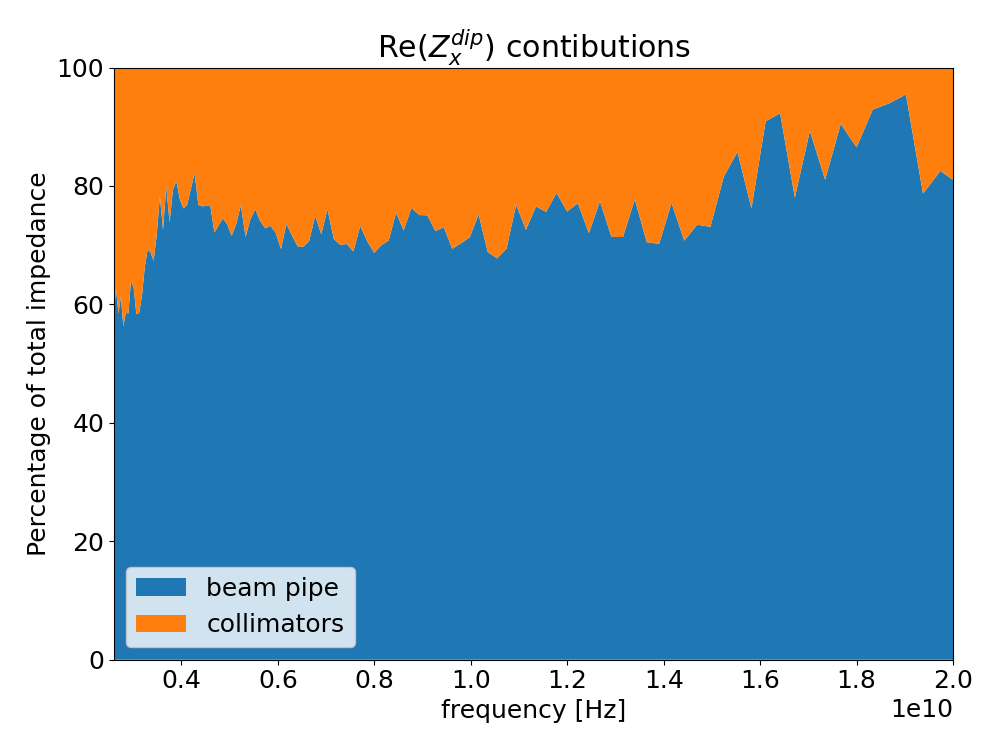 Re(Z_x^{dip}) contibutions
Percentage of total impedance
100
80
60
40
20
0
beam pipe
collimators
0.4 0.6 0.8 1.0 1.2 1.4 1.6 1.8 2.0
frequency [Hz]
1e10